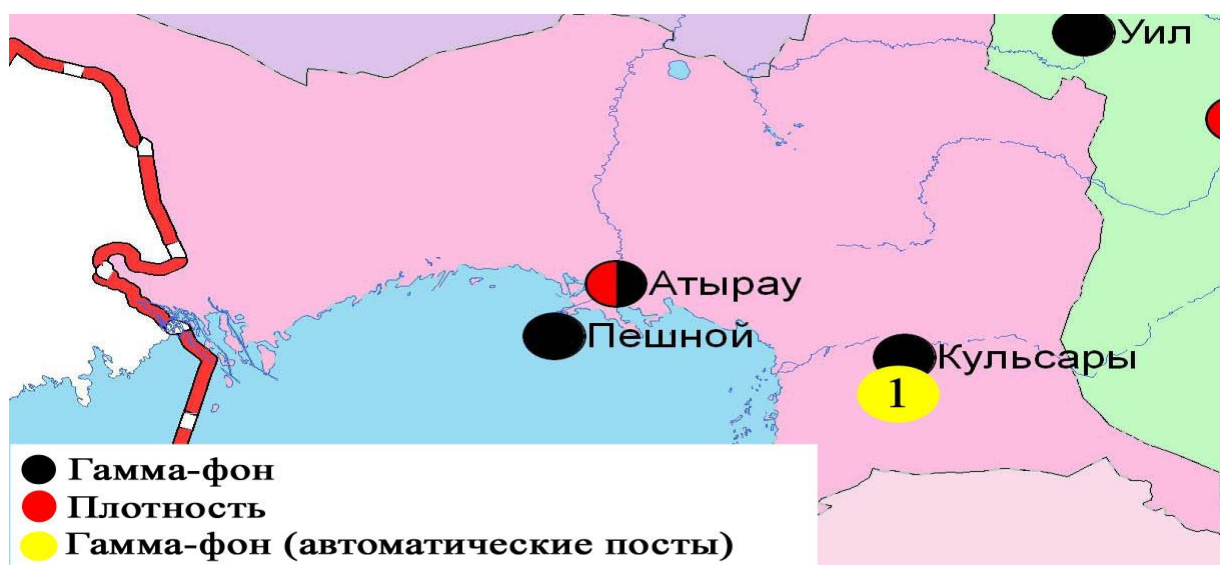 Уил
Атырау
Пешной
Кульсары
1
Гамма-фон
Плотность
Гамма-фон (автоматические посты)